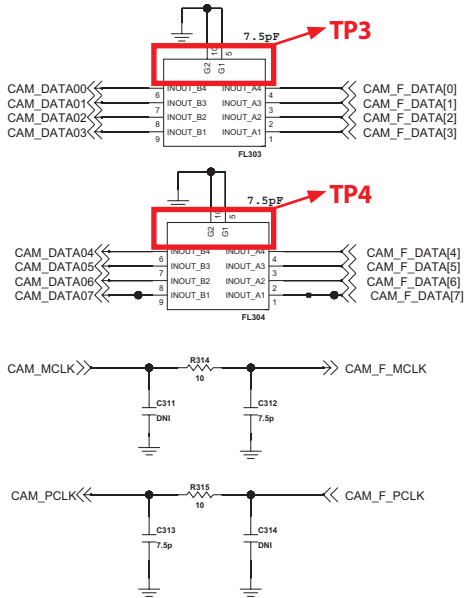 7.5pF
TP3
10
5
G2
G1
CAM_DATA00 INOUT_B4 INOUT_A4 CAM_F_DATA[0]
6 4
CAM_DATA01 INOUT_B3 INOUT_A3 CAM_F_DATA[1]
7 3
CAM_DATA02 INOUT_B2 INOUT_A2 CAM_F_DATA[2]
8 2
CAM_DATA03 INOUT_B1 INOUT_A1 CAM_F_DATA[3]
9 1
FL303
7.5pF
TP4
10
5
G2
G1
CAM_DATA04 INOUT_B4 INOUT_A4 CAM_F_DATA[4]
6 4
CAM_DATA05 INOUT_B3 INOUT_A3 CAM_F_DATA[5]
7 3
CAM_DATA06 INOUT_B2 INOUT_A2 CAM_F_DATA[6]
8 2
CAM_DATA07 INOUT_B1 INOUT_A1 CAM_F_DATA[7]
9 1
FL304
R314
CAM_MCLK CAM_F_MCLK
10
C311 C312
DNI 7.5p
R315
CAM_PCLK CAM_F_PCLK
10
C313 C314
7.5p DNI